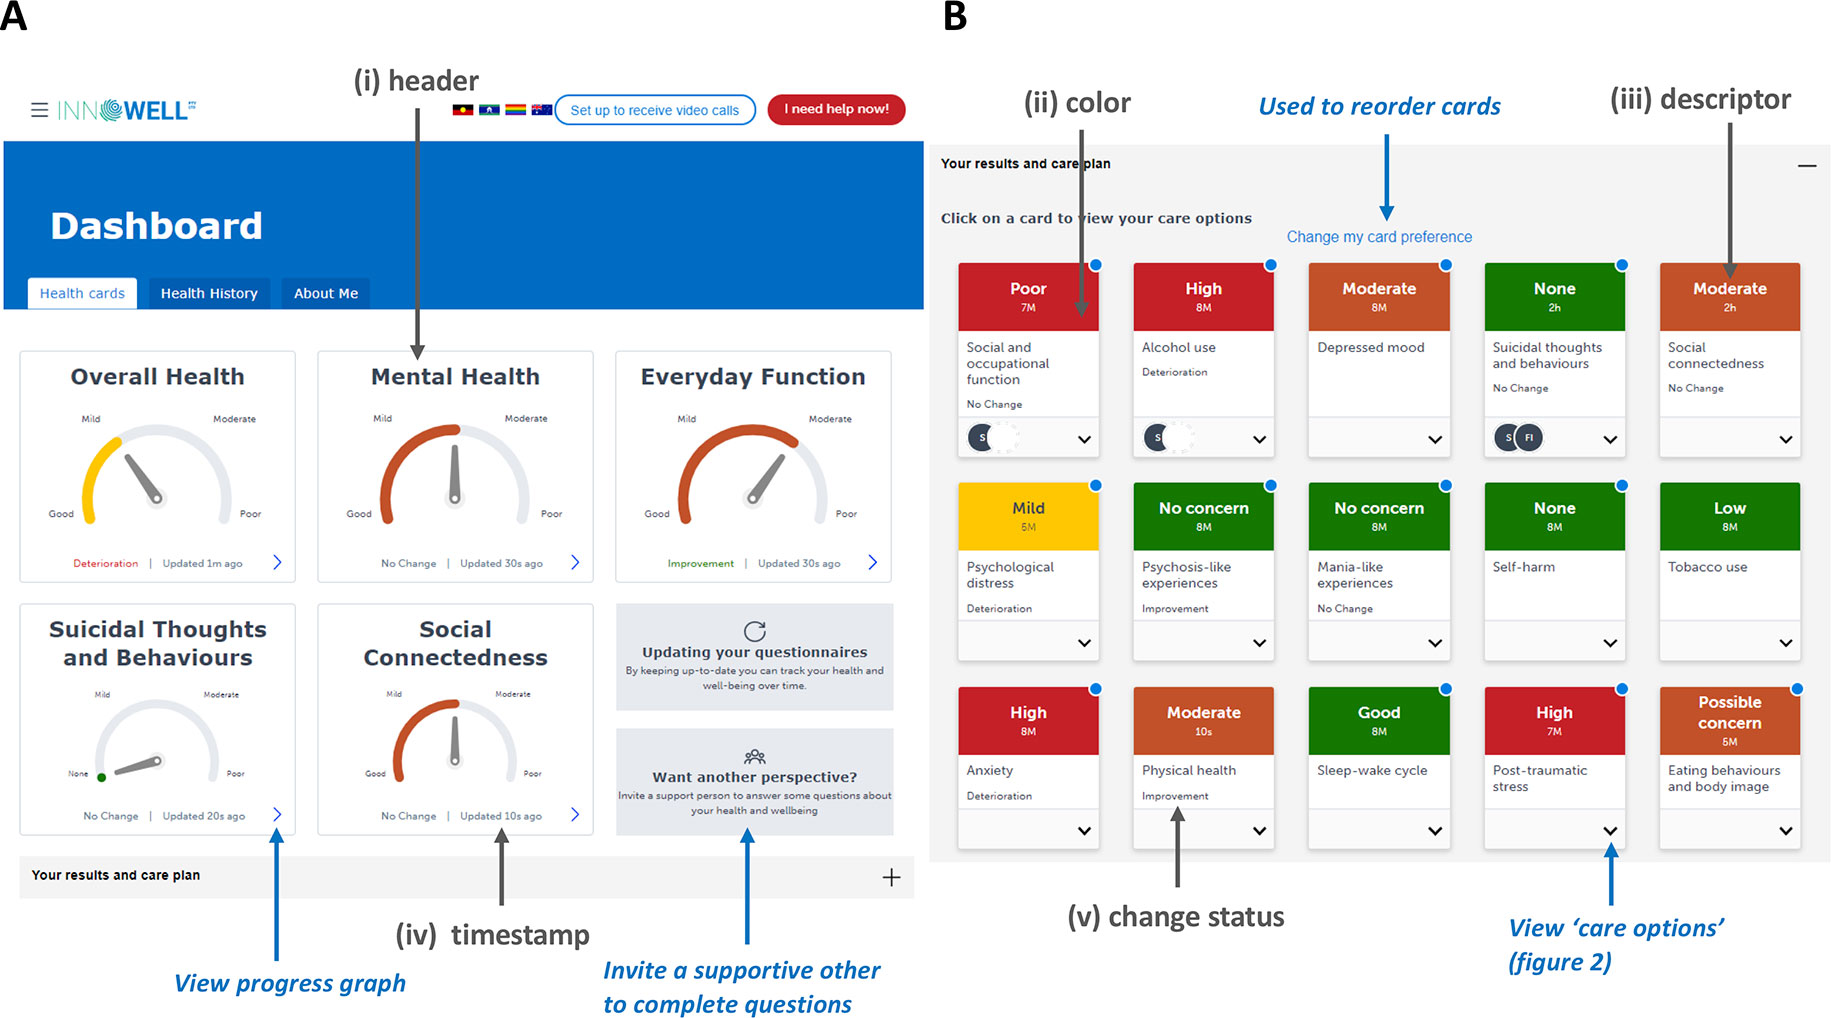 A
(i) header
INNOWELL
Set up to receive video calls
I need help now!
Dashboard
Health cards
Health History
About Me
Overall Health
Mild
Moderate
Good
Poor
Deterioration | Updated 1m ago
Mental Health
Mild
Moderate
Good
Poor
No Change | Updated 30s ago
Everyday Function
Mild
Moderate
Good
Poor
Improvement | Updated 30s ago
Suicidal Thoughts
and Behaviours
Mild
Moderate
None
Poor
No Change | Updated 20s ago
Social
Connectedness
Mild
Moderate
Good
Poor
No Change | Updated 10s ago
Updating your questionnaires
By keeping up-to-date you can track your health and
well-being over time.
Want another perspective?
Invite a support person to answer some questions about
your health and wellbeing
Your results and care plan
(iv) timestamp
View progress graph
Invite a supportive other
to complete questions
B
(ii) color
Used to reorder cards
(iii) descriptor
Your results and care plan
Click on a card to view your care options
Change my card preference
Poor
7M
Social and
occupational
function
No Change
S
High
8M
Alcohol use
Deterioration
S
Moderate
8M
Depressed mood
None
2h
Suicidal thoughts
and behaviours
No Change
S
FI
Moderate
2h
Social
connectedness
No Change
Mild
5M
Psychological
distress
Deterioration
No concern
8M
Psychosis-like
experiences
Improvement
No concern
8M
Mania-like
experiences
No Change
None
8M
Self-harm
Low
8M
Tobacco use
High
8M
Anxiety
Deterioration
Moderate
10s
Physical health
Improvement
Good
8M
Sleep-wake cycle
High
7M
Post-traumatic
stress
Possible
concern
5M
Eating behaviours
and body image
(v) change status
View ‘care options’
(figure 2)